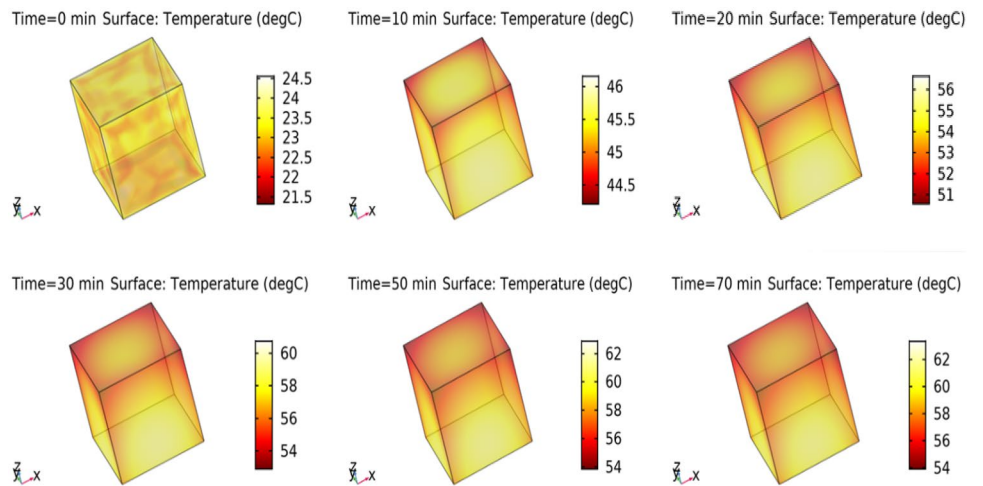 Time=0 min Surface: Temperature (degC)
24.5
24
23.5
23
22.5
22
21.5
Z
y
x
Time=10 min Surface: Temperature (degC)
46
45.5
45
44.5
Z
y
x
Time=20 min Surface: Temperature (degC)
56
55
54
53
52
51
Z
y
x
Time=30 min Surface: Temperature (degC)
60
58
56
54
Z
y
x
Time=50 min Surface: Temperature (degC)
62
60
58
56
54
Z
y
x
Time=70 min Surface: Temperature (degC)
62
60
58
56
54
Z
y
x